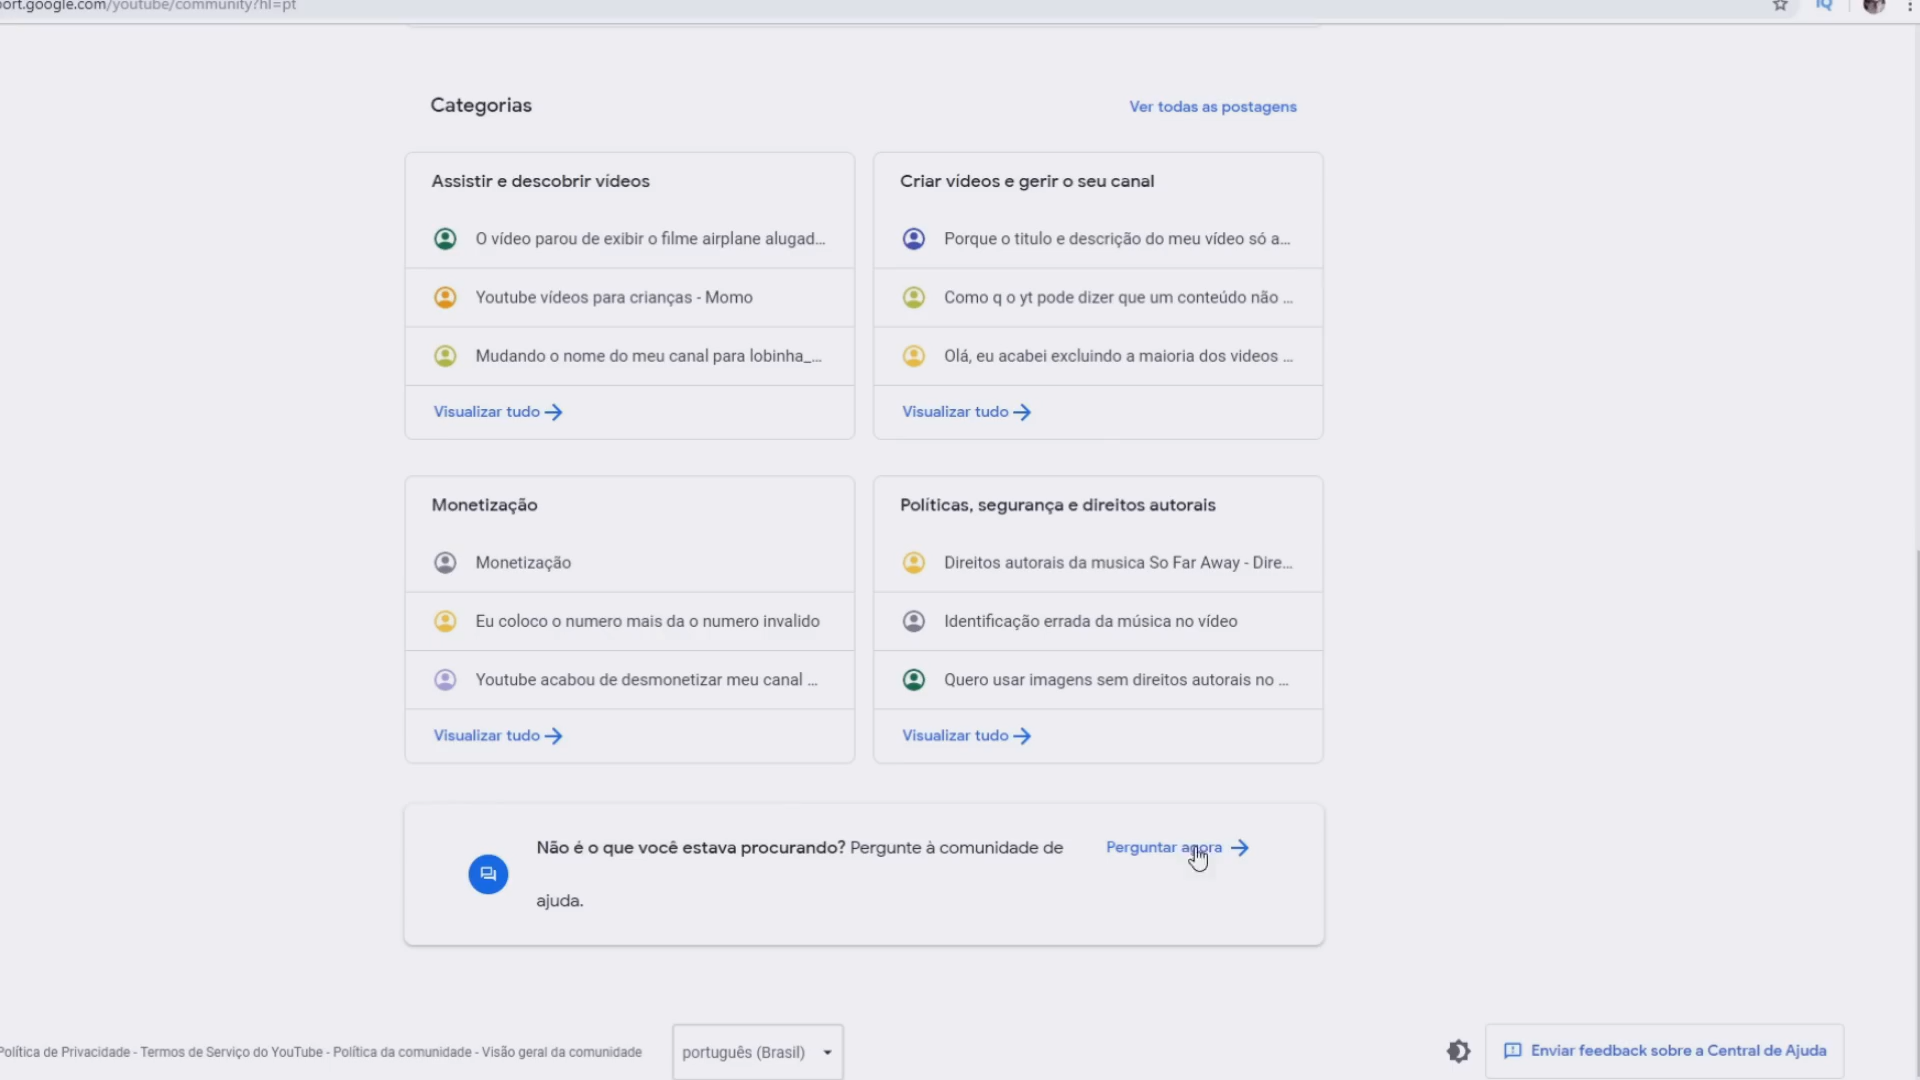 ort.google.com/youtube/community?hl=pt
IQ
Categorias
Ver todas as postagens
Assistir e descobrir vídeos
O vídeo parou de exibir o filme airplane alugad...
Youtube vídeos para crianças - Momo
Mudando o nome do meu canal para lobinha_...
Visualizar tudo
Criar vídeos e gerir o seu canal
Porque o titulo e descrição do meu vídeo só a...
Como q o yt pode dizer que um conteúdo não ...
Olá, eu acabei excluindo a maioria dos videos ...
Visualizar tudo
Monetização
Monetização
Eu coloco o numero mais da o numero invalido
Youtube acabou de desmonetizar meu canal ...
Visualizar tudo
Políticas, segurança e direitos autorais
Direitos autorais da musica So Far Away - Dire...
Identificação errada da música no vídeo
Quero usar imagens sem direitos autorais no ...
Visualizar tudo
Não é o que você estava procurando? Pergunte à comunidade de
ajuda.
Perguntar agora
Política de Privacidade - Termos de Serviço do YouTube - Política da comunidade - Visão geral da comunidade
português (Brasil)
Enviar feedback sobre a Central de Ajuda